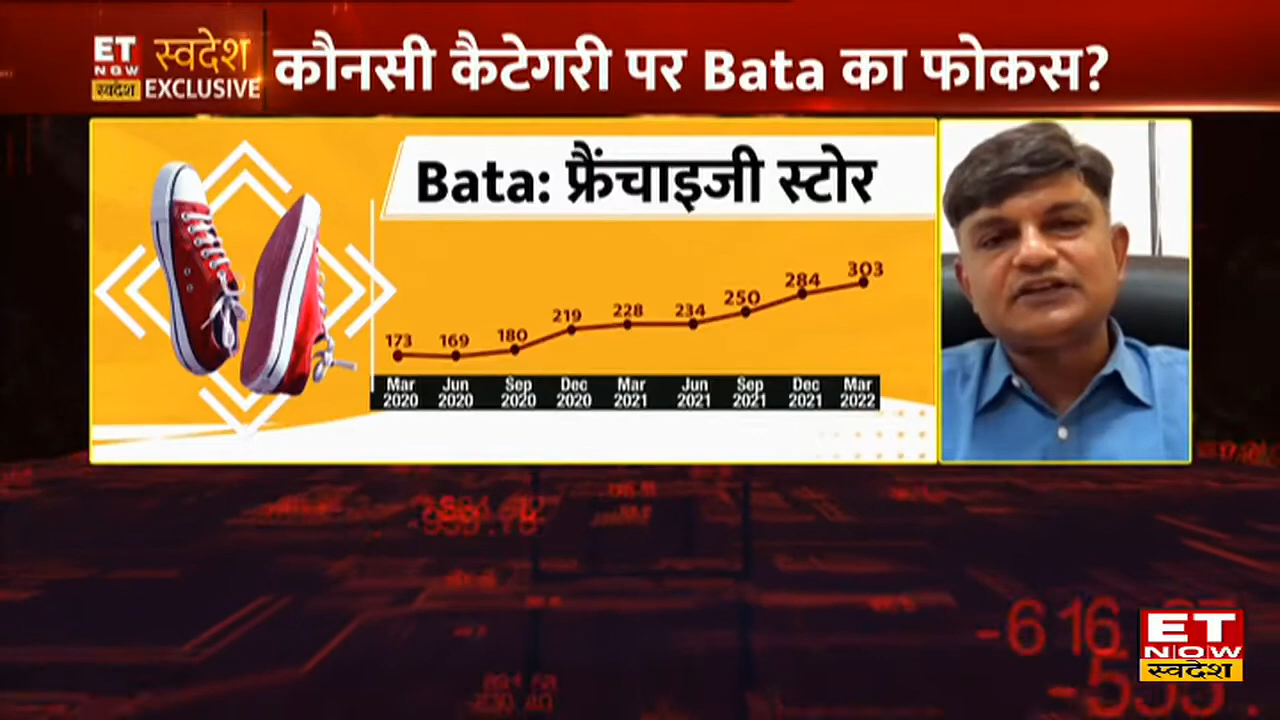 ET
NOW
स्वदेश
स्वदेश
EXCLUSIVE
कौनसी कैटेगरी पर Bata का फोकस?
Bata: फ्रैंचाइजी स्टोर
173 169 180 219 228 234 250 284 303
Mar Jun Sep Dec Mar Jun Sep Dec Mar
2020 2020 2020 2020 2021 2021 2021 2021 2022
-616
ET
NOW
स्वदेश